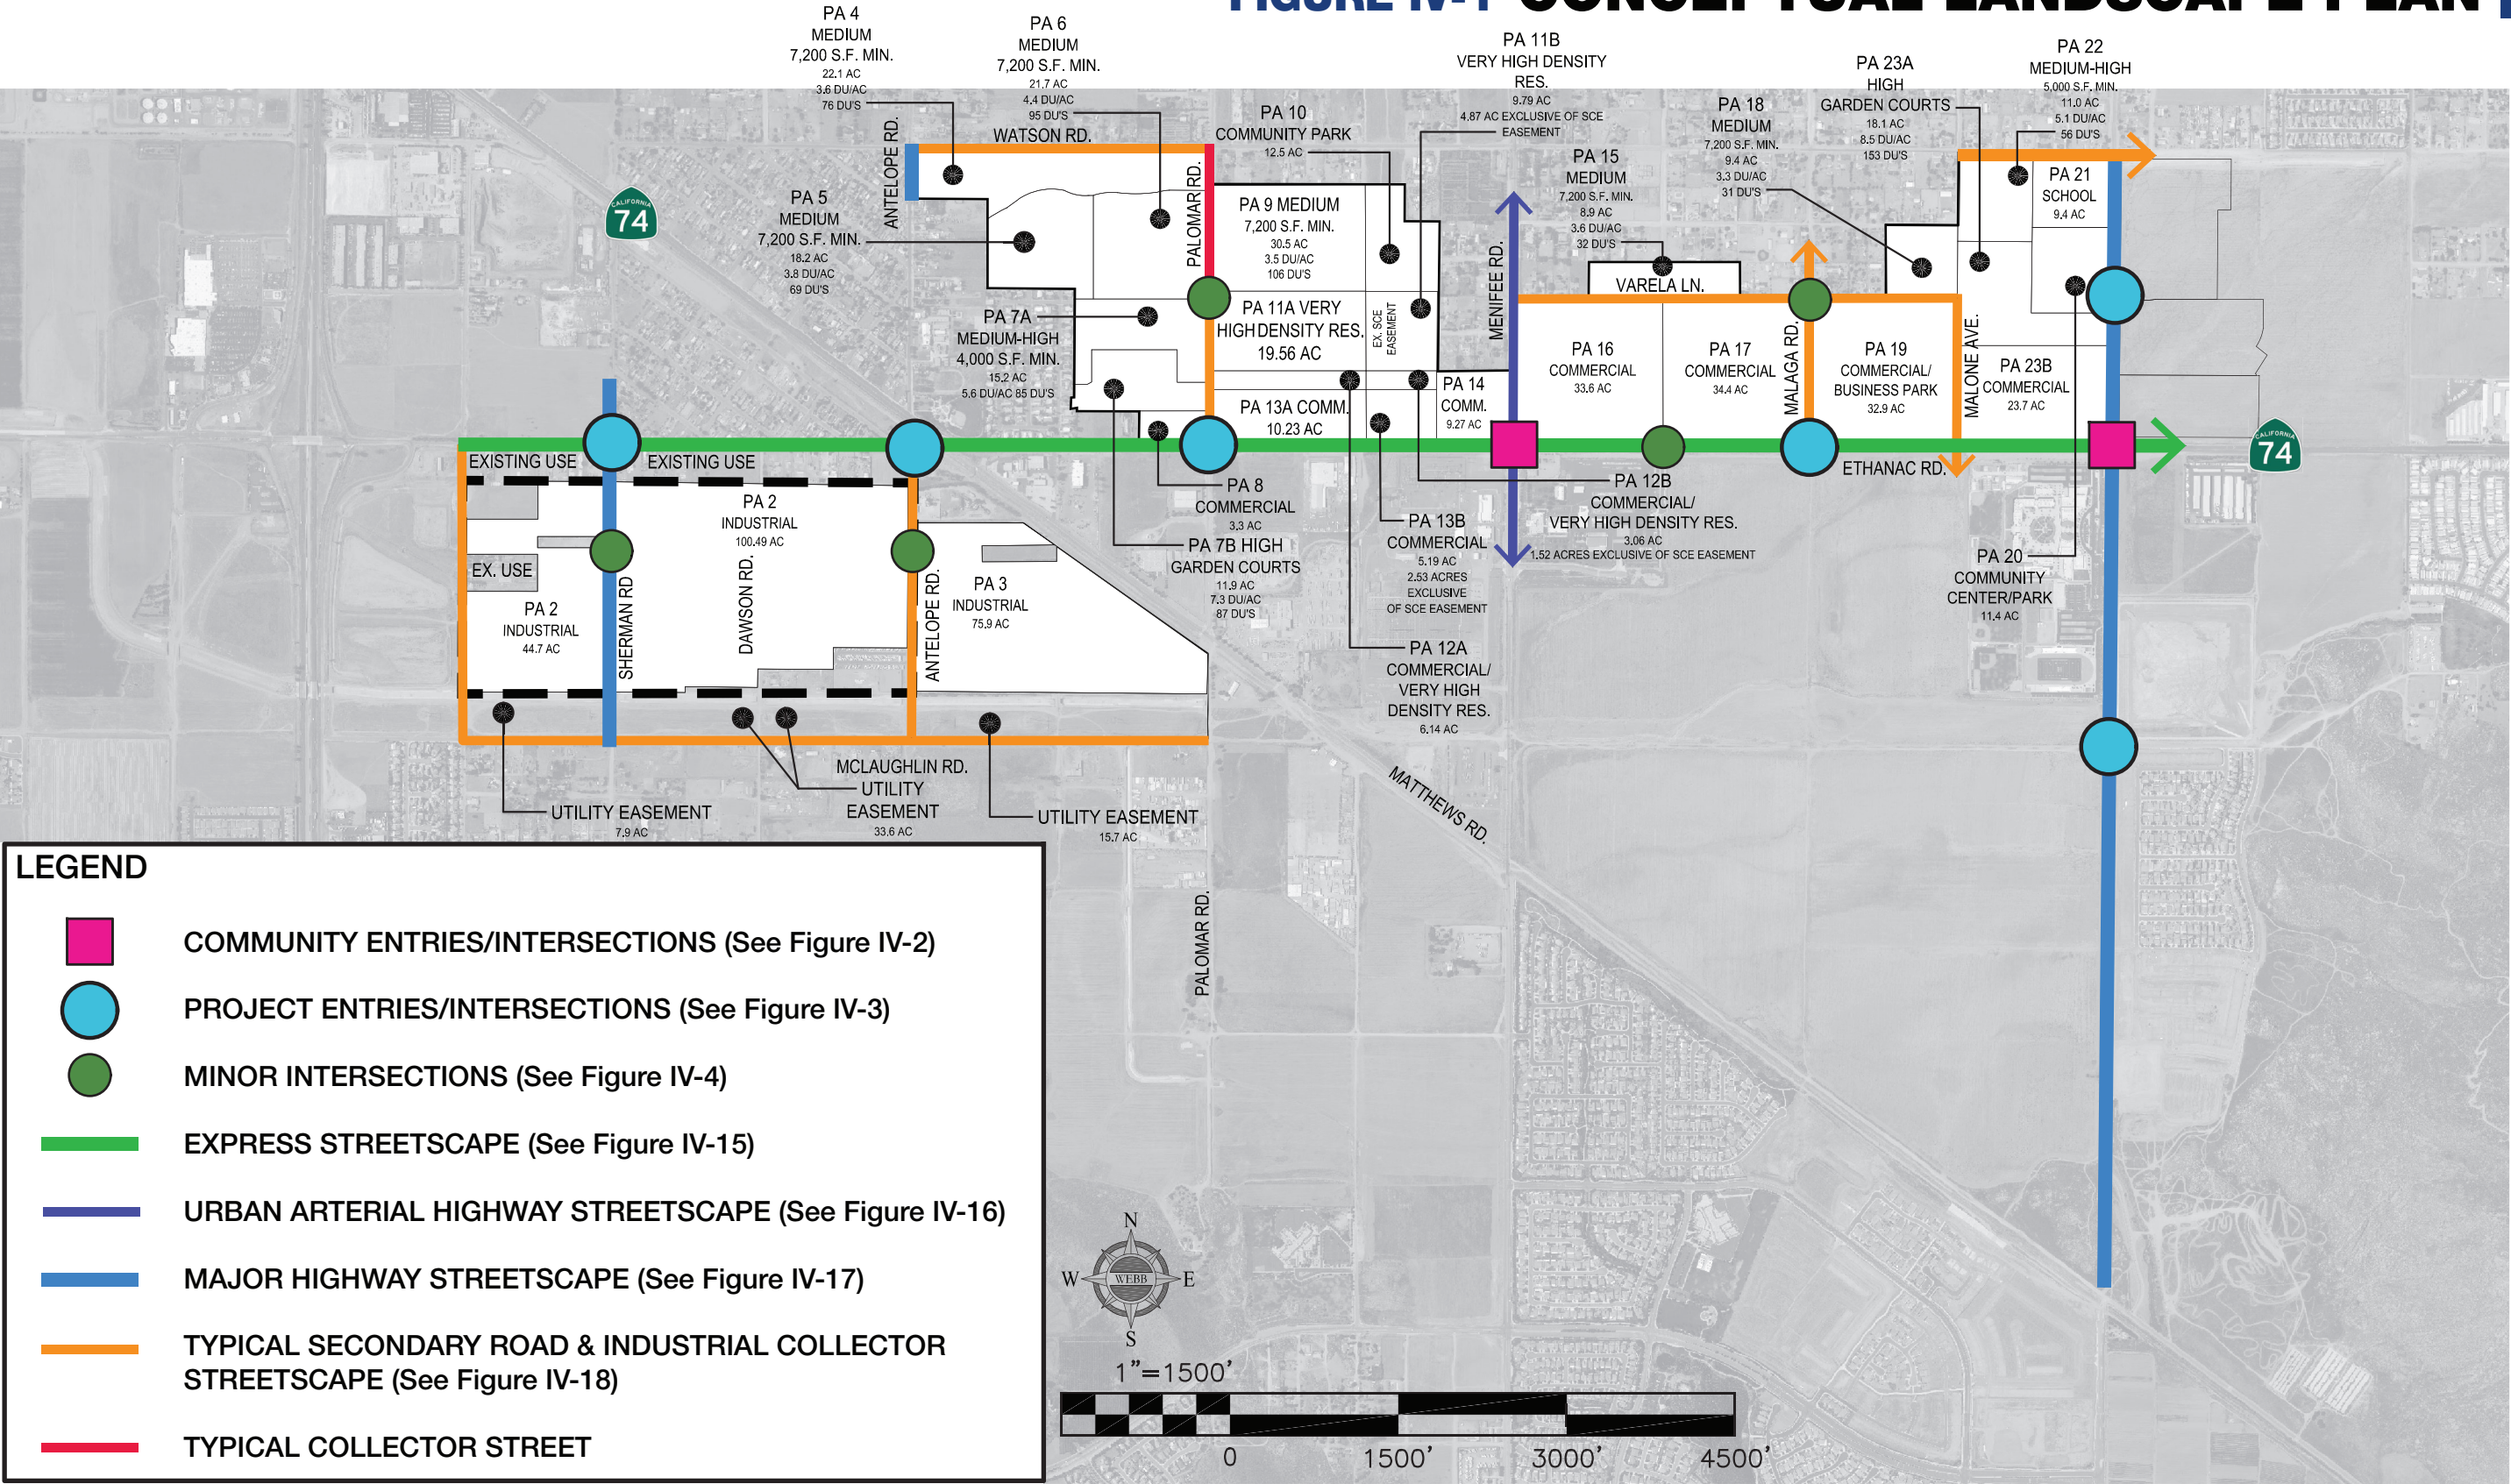 FIGURE IV-1 CONCEPTUAL LANDSCAPE PLAN
PA 4
MEDIUM
7,200 S.F. MIN.
22.1 AC
3.6 DU/AC
76 DU'S
PA 6
MEDIUM
7,200 S.F. MIN.
21.7 AC
4.4 DU/AC
95 DU'S
WATSON RD.
ANTELOPE RD.
PA 5
MEDIUM
7,200 S.F. MIN.
18.2 AC
3.8 DU/AC
69 DU'S
CALIFORNIA
74
PALOMAR RD.
PA 10
COMMUNITY PARK
12.5 AC
PA 9 MEDIUM
7,200 S.F. MIN.
30.5 AC
3.5 DU/AC
106 DU'S
PA 11B
VERY HIGH DENSITY
RES.
9.79 AC
4.87 AC EXCLUSIVE OF SCE
EASEMENT
PA 15
MEDIUM
7,200 S.F. MIN.
8.9 AC
3.6 DU/AC
32 DU'S
PA 18
MEDIUM
7,200 S.F. MIN.
9.4 AC
3.3 DU/AC
31 DU'S
PA 23A
HIGH
GARDEN COURTS
18.1 AC
8.5 DU/AC
153 DU'S
PA 22
MEDIUM-HIGH
5,000 S.F. MIN.
11.0 AC
5.1 DU/AC
56 DU'S
PA 21
SCHOOL
9.4 AC
VARELA LN.
MENIFEE RD.
PA 7A
MEDIUM-HIGH
4,000 S.F. MIN.
15.2 AC
5.6 DU/AC 85 DU'S
PA 11A VERY
HIGH DENSITY RES.
19.56 AC
EX. SCE
EASEMENT
PA 13A COMM.
10.23 AC
PA 14
COMM.
9.27 AC
PA 16
COMMERCIAL
33.6 AC
PA 17
COMMERCIAL
34.4 AC
MALAGA RD.
PA 19
COMMERCIAL/
BUSINESS PARK
32.9 AC
MALONE AVE.
PA 23B
COMMERCIAL
23.7 AC
CALIFORNIA
74
ETHANAC RD.
EXISTING USE
EXISTING USE
PA 2
INDUSTRIAL
100.49 AC
EX. USE
PA 2
INDUSTRIAL
44.7 AC
SHERMAN RD
DAWSON RD.
ANTELOPE RD.
PA 3
INDUSTRIAL
75.9 AC
PA 8
COMMERCIAL
3.3 AC
PA 7B HIGH
GARDEN COURTS
11.9 AC
7.3 DU/AC
87 DU'S
PA 13B
COMMERCIAL
5.19 AC
2.53 ACRES
EXCLUSIVE
OF SCE EASEMENT
PA 12B
COMMERCIAL/
VERY HIGH DENSITY RES.
3.06 AC
1.52 ACRES EXCLUSIVE OF SCE EASEMENT
PA 12A
COMMERCIAL/
VERY HIGH
DENSITY RES.
6.14 AC
PA 20
COMMUNITY
CENTER/PARK
11.4 AC
UTILITY EASEMENT
7.9 AC
MCLAUGHLIN RD.
UTILITY
EASEMENT
33.6 AC
UTILITY EASEMENT
15.7 AC
MATTHEWS RD.
PALOMAR RD.
LEGEND
COMMUNITY ENTRIES/INTERSECTIONS (See Figure IV-2)
PROJECT ENTRIES/INTERSECTIONS (See Figure IV-3)
MINOR INTERSECTIONS (See Figure IV-4)
EXPRESS STREETSCAPE (See Figure IV-15)
URBAN ARTERIAL HIGHWAY STREETSCAPE (See Figure IV-16)
MAJOR HIGHWAY STREETSCAPE (See Figure IV-17)
TYPICAL SECONDARY ROAD & INDUSTRIAL COLLECTOR
STREETSCAPE (See Figure IV-18)
TYPICAL COLLECTOR STREET
N
W
WEBB
E
S
1"=1500'
0 1500' 3000' 4500'